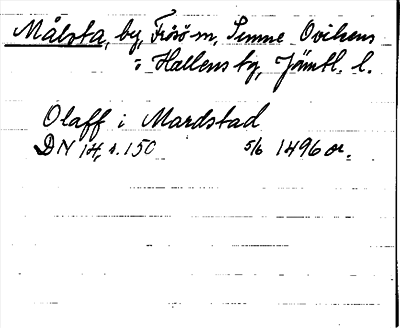 Målsta, by, Frösö sn, Sunne, Ovikens
o Hallens tg, Jämtl. l.
Olaff i Mardstad
DN 14, s. 150 5/6 1496 or.